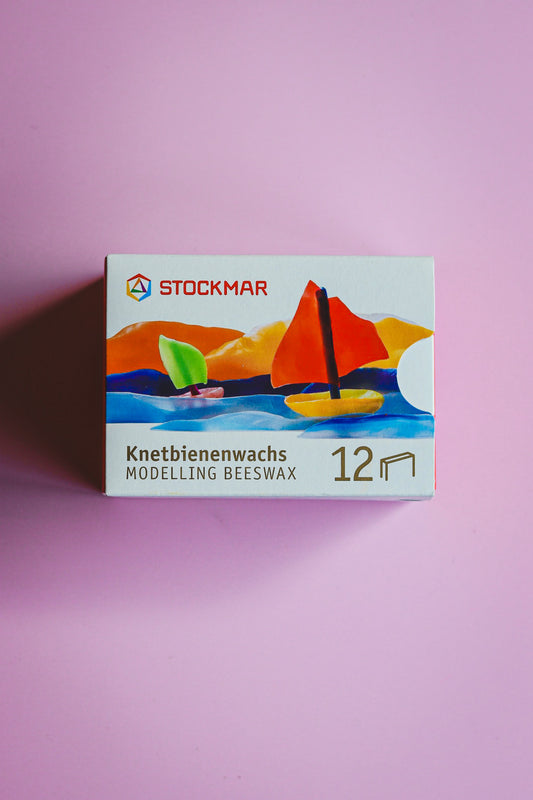 STOCKMAR
Knetbienenwachs
MODELLING BEESWAX
12